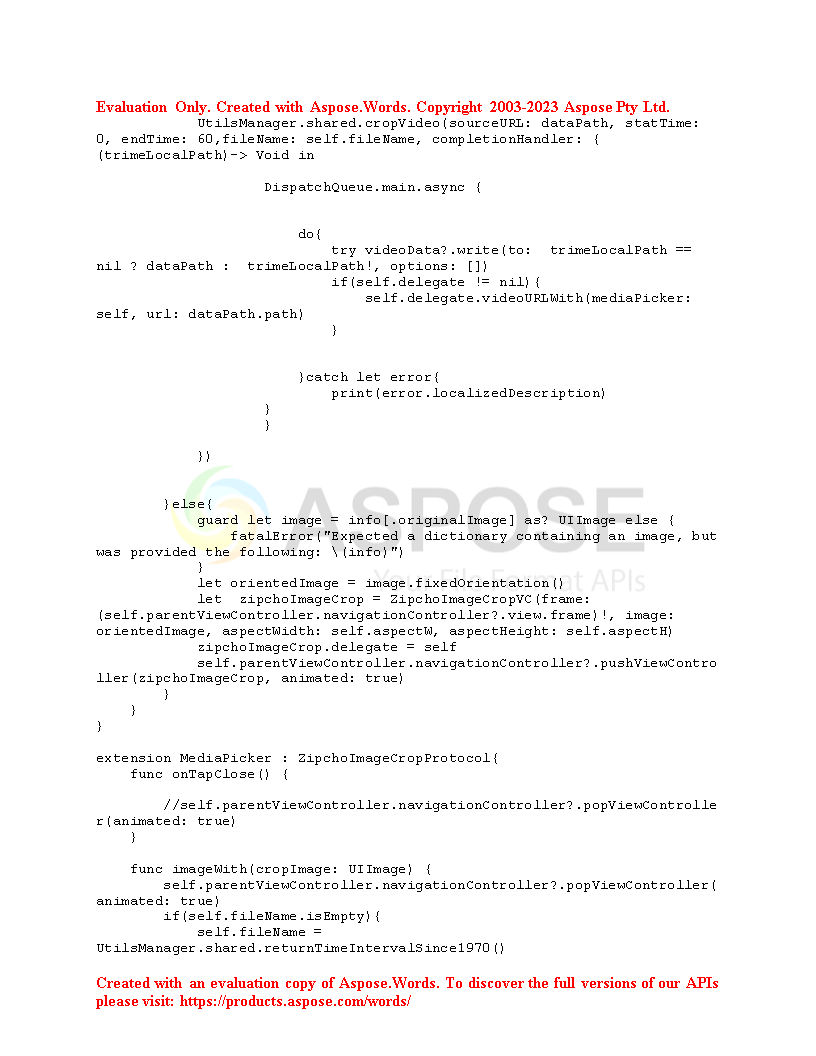 Evaluation Only. Created with Aspose.Words. Copyright 2003-2023 Aspose Pty Ltd.
UtilsManager.shared.cropVideo(sourceURL: dataPath, statTime:
0, endTime: 60,fileName: self.fileName, completionHandler: {
(trimeLocalPath)-> Void in
DispatchQueue.main.async {
do{
try videoData?.write(to:  trimeLocalPath ==
nil ? dataPath :  trimeLocalPath!, options: [])
if(self.delegate != nil){
self.delegate.videoURLWith(mediaPicker:
self, url: dataPath.path)
}
}catch let error{
print(error.localizedDescription)
}
}
})
}else{
guard let image = info[.originalImage] as? UIImage else {
fatalError("Expected a dictionary containing an image, but
was provided the following: \(info)")
}
let orientedImage = image.fixedOrientation()
let  zipchoImageCrop = ZipchoImageCropVC(frame:
(self.parentViewController.navigationController?.view.frame)!, image:
orientedImage, aspectWidth: self.aspectW, aspectHeight: self.aspectH)
zipchoImageCrop.delegate = self
self.parentViewController.navigationController?.pushViewContro
ller(zipchoImageCrop, animated: true)
}
}
}
extension MediaPicker : ZipchoImageCropProtocol{
func onTapClose() {
//self.parentViewController.navigationController?.popViewControlle
r(animated: true)
}
func imageWith(cropImage: UIImage) {
self.parentViewController.navigationController?.popViewController(
animated: true)
if(self.fileName.isEmpty){
self.fileName =
UtilsManager.shared.returnTimeIntervalSince1970()
ASPOSE
Your File Format APIs
Created with an evaluation copy of Aspose.Words. To discover the full versions of our APIs
please visit: https://products.aspose.com/words/